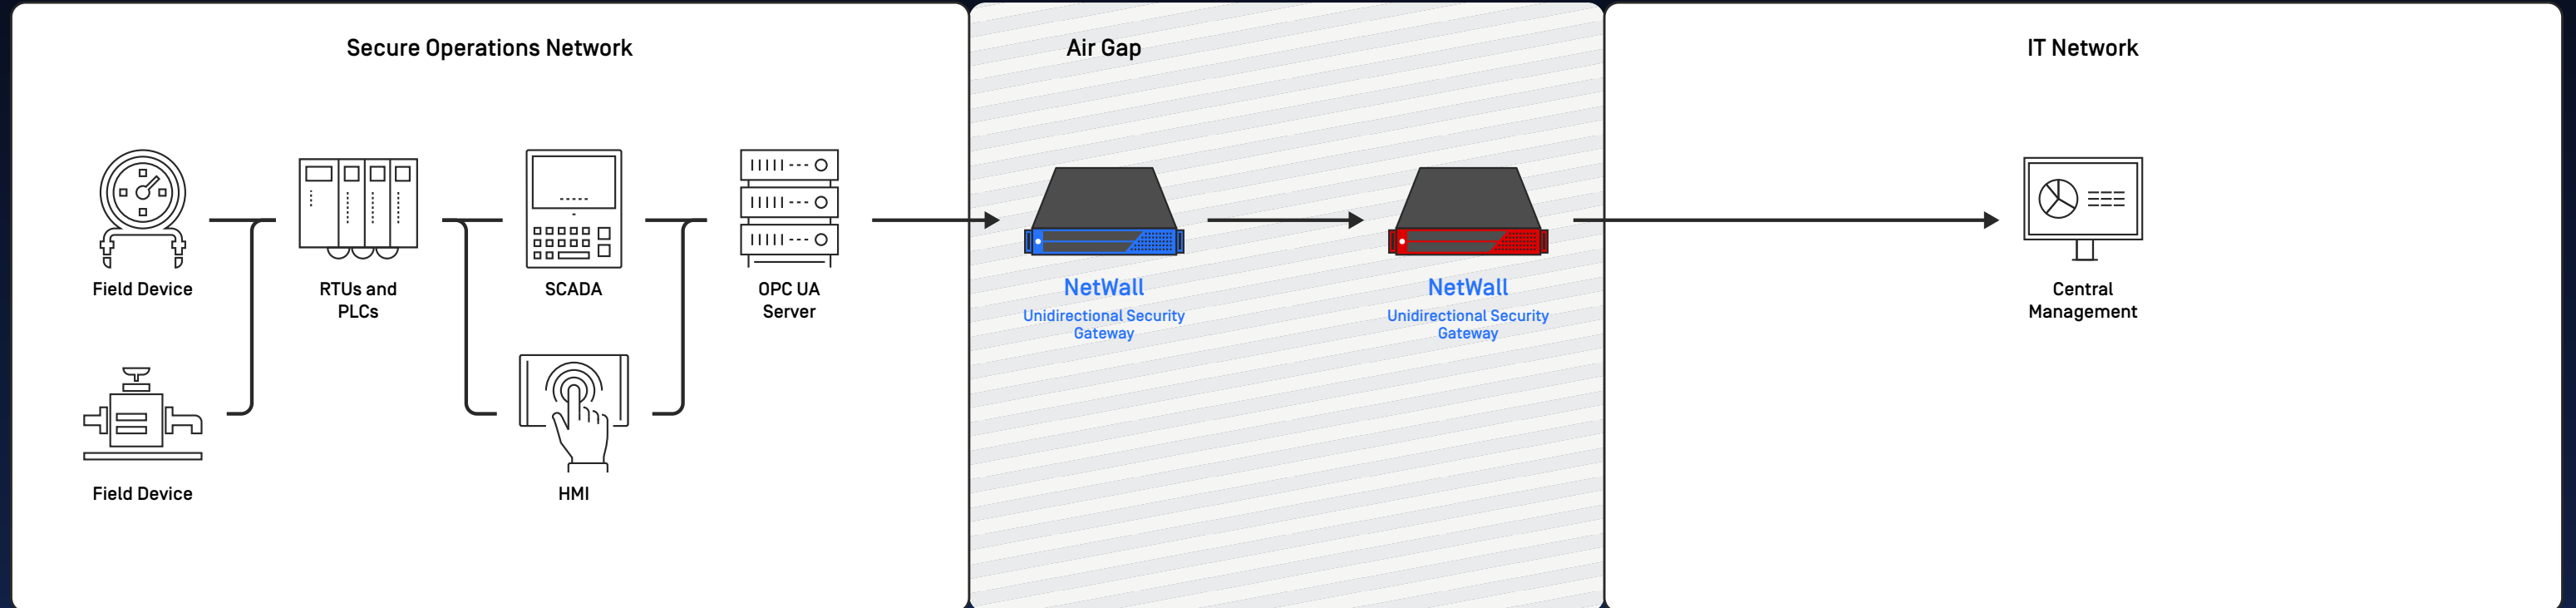 Secure Operations Network
Air Gap
IT Network
Field Device
RTUs and
PLCs
SCADA
OPC UA
Server
NetWall
Unidirectional Security
Gateway
NetWall
Unidirectional Security
Gateway
Central
Management
Field Device
HMI